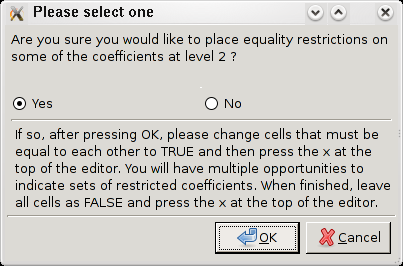 Please select one
Are you sure you would like to place equality restrictions on
some of the coefficients at level 2 ?
Yes
No
If so, after pressing OK, please change cells that must be
equal to each other to TRUE and then press the x at the
top of the editor. You will have multiple opportunities to
indicate sets of restricted coefficients. When finished, leave
all cells as FALSE and press the x at the top of the editor.
OK
Cancel